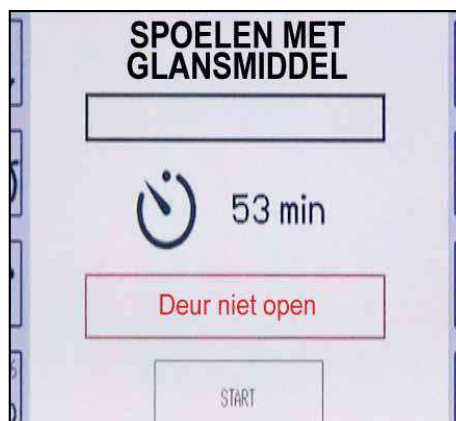 SPOELEN MET
GLANSMIDDEL
53 min
Deur niet open
START